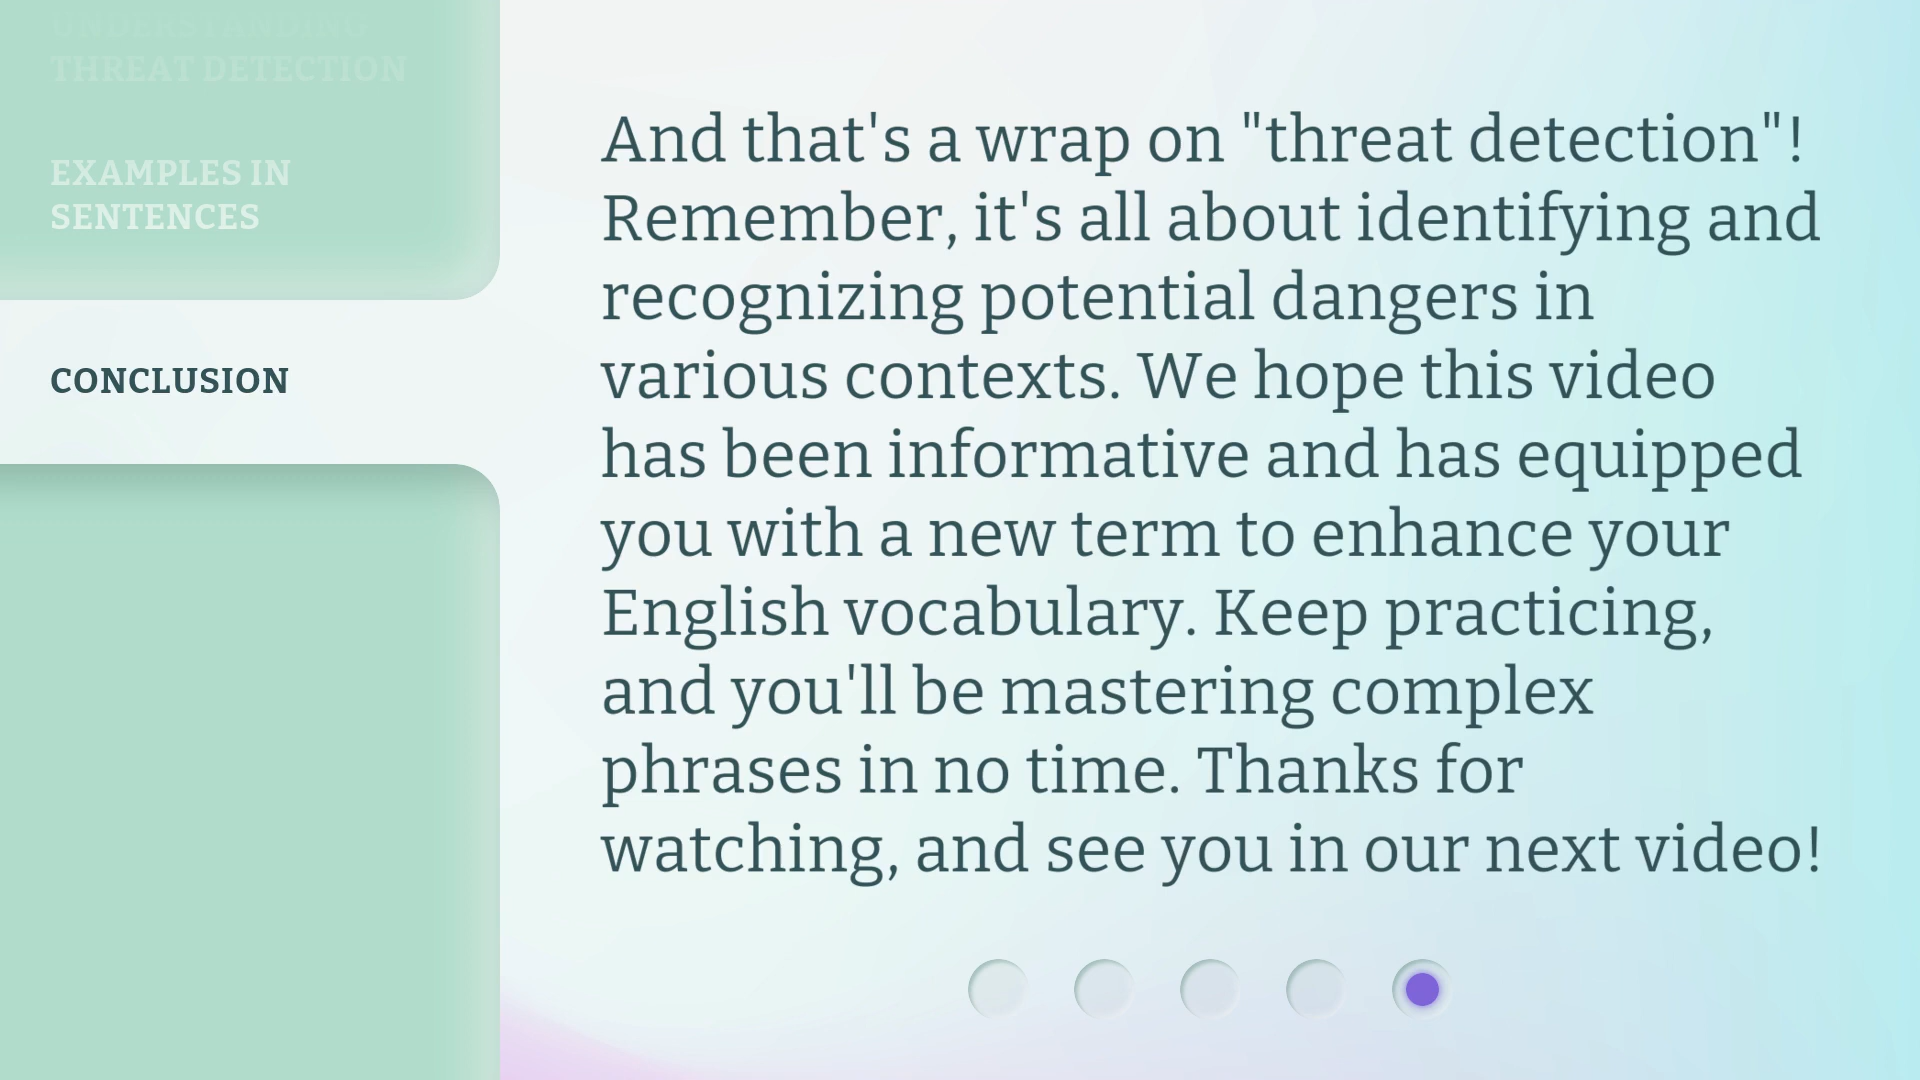 UNDERSTANDING
THREAT DETECTION
EXAMPLES IN
SENTENCES
CONCLUSION
And that's a wrap on "threat detection"!
Remember, it's all about identifying and
recognizing potential dangers in
various contexts. We hope this video
has been informative and has equipped
you with a new term to enhance your
English vocabulary. Keep practicing,
and you'll be mastering complex
phrases in no time. Thanks for
watching, and see you in our next video!